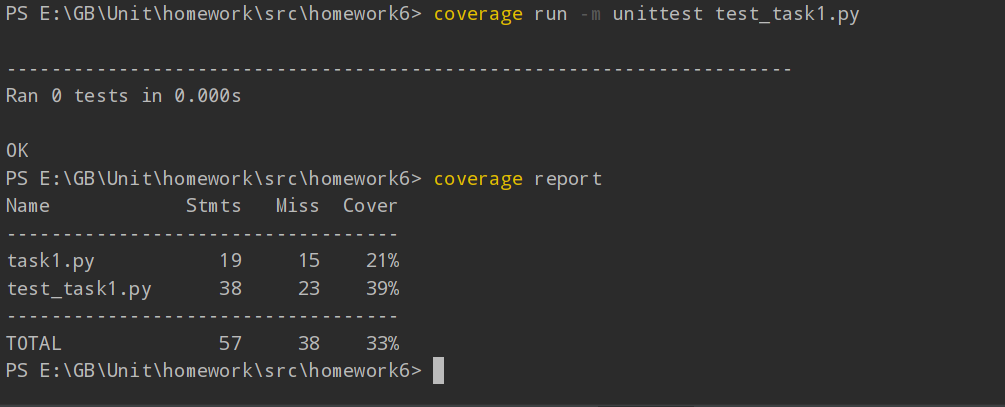 PS E:\GB\Unit\homework\src\homework6> coverage run -m unittest test_task1.py
----------------------------------------------------------------------
Ran 0 tests in 0.000s
OK
PS E:\GB\Unit\homework\src\homework6> coverage report
Name            Stmts   Miss  Cover
-----------------------------------
task1.py           19     15    21%
test_task1.py      38     23    39%
-----------------------------------
TOTAL              57     38    33%
PS E:\GB\Unit\homework\src\homework6>